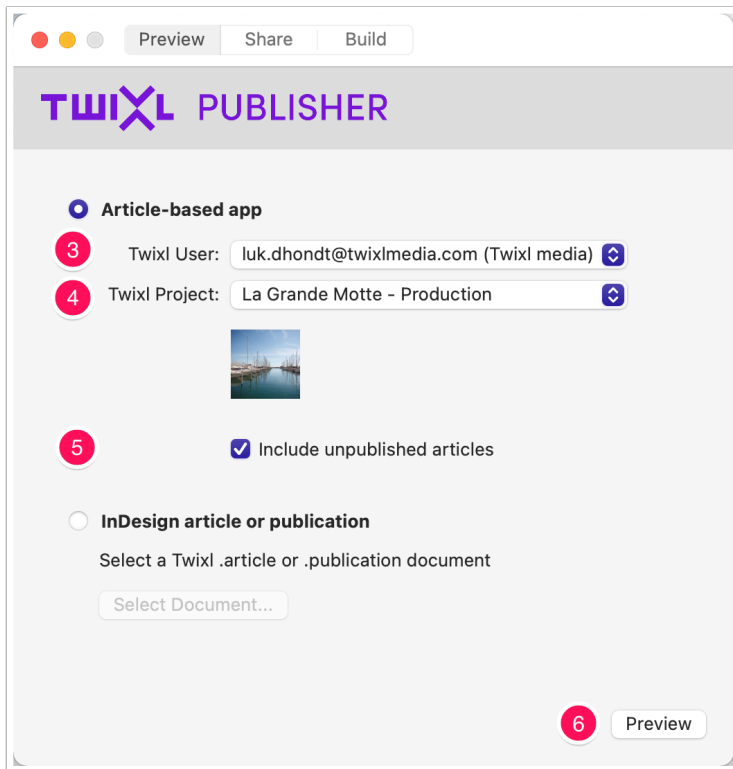 Preview Share Build
TWIXL PUBLISHER
Article-based app
3 Twixl User: luk.dhondt@twixlmedia.com (Twixl media)
4 Twixl Project: La Grande Motte - Production
5 Include unpublished articles
InDesign article or publication
Select a Twixl .article or .publication document
Select Document...
6 Preview